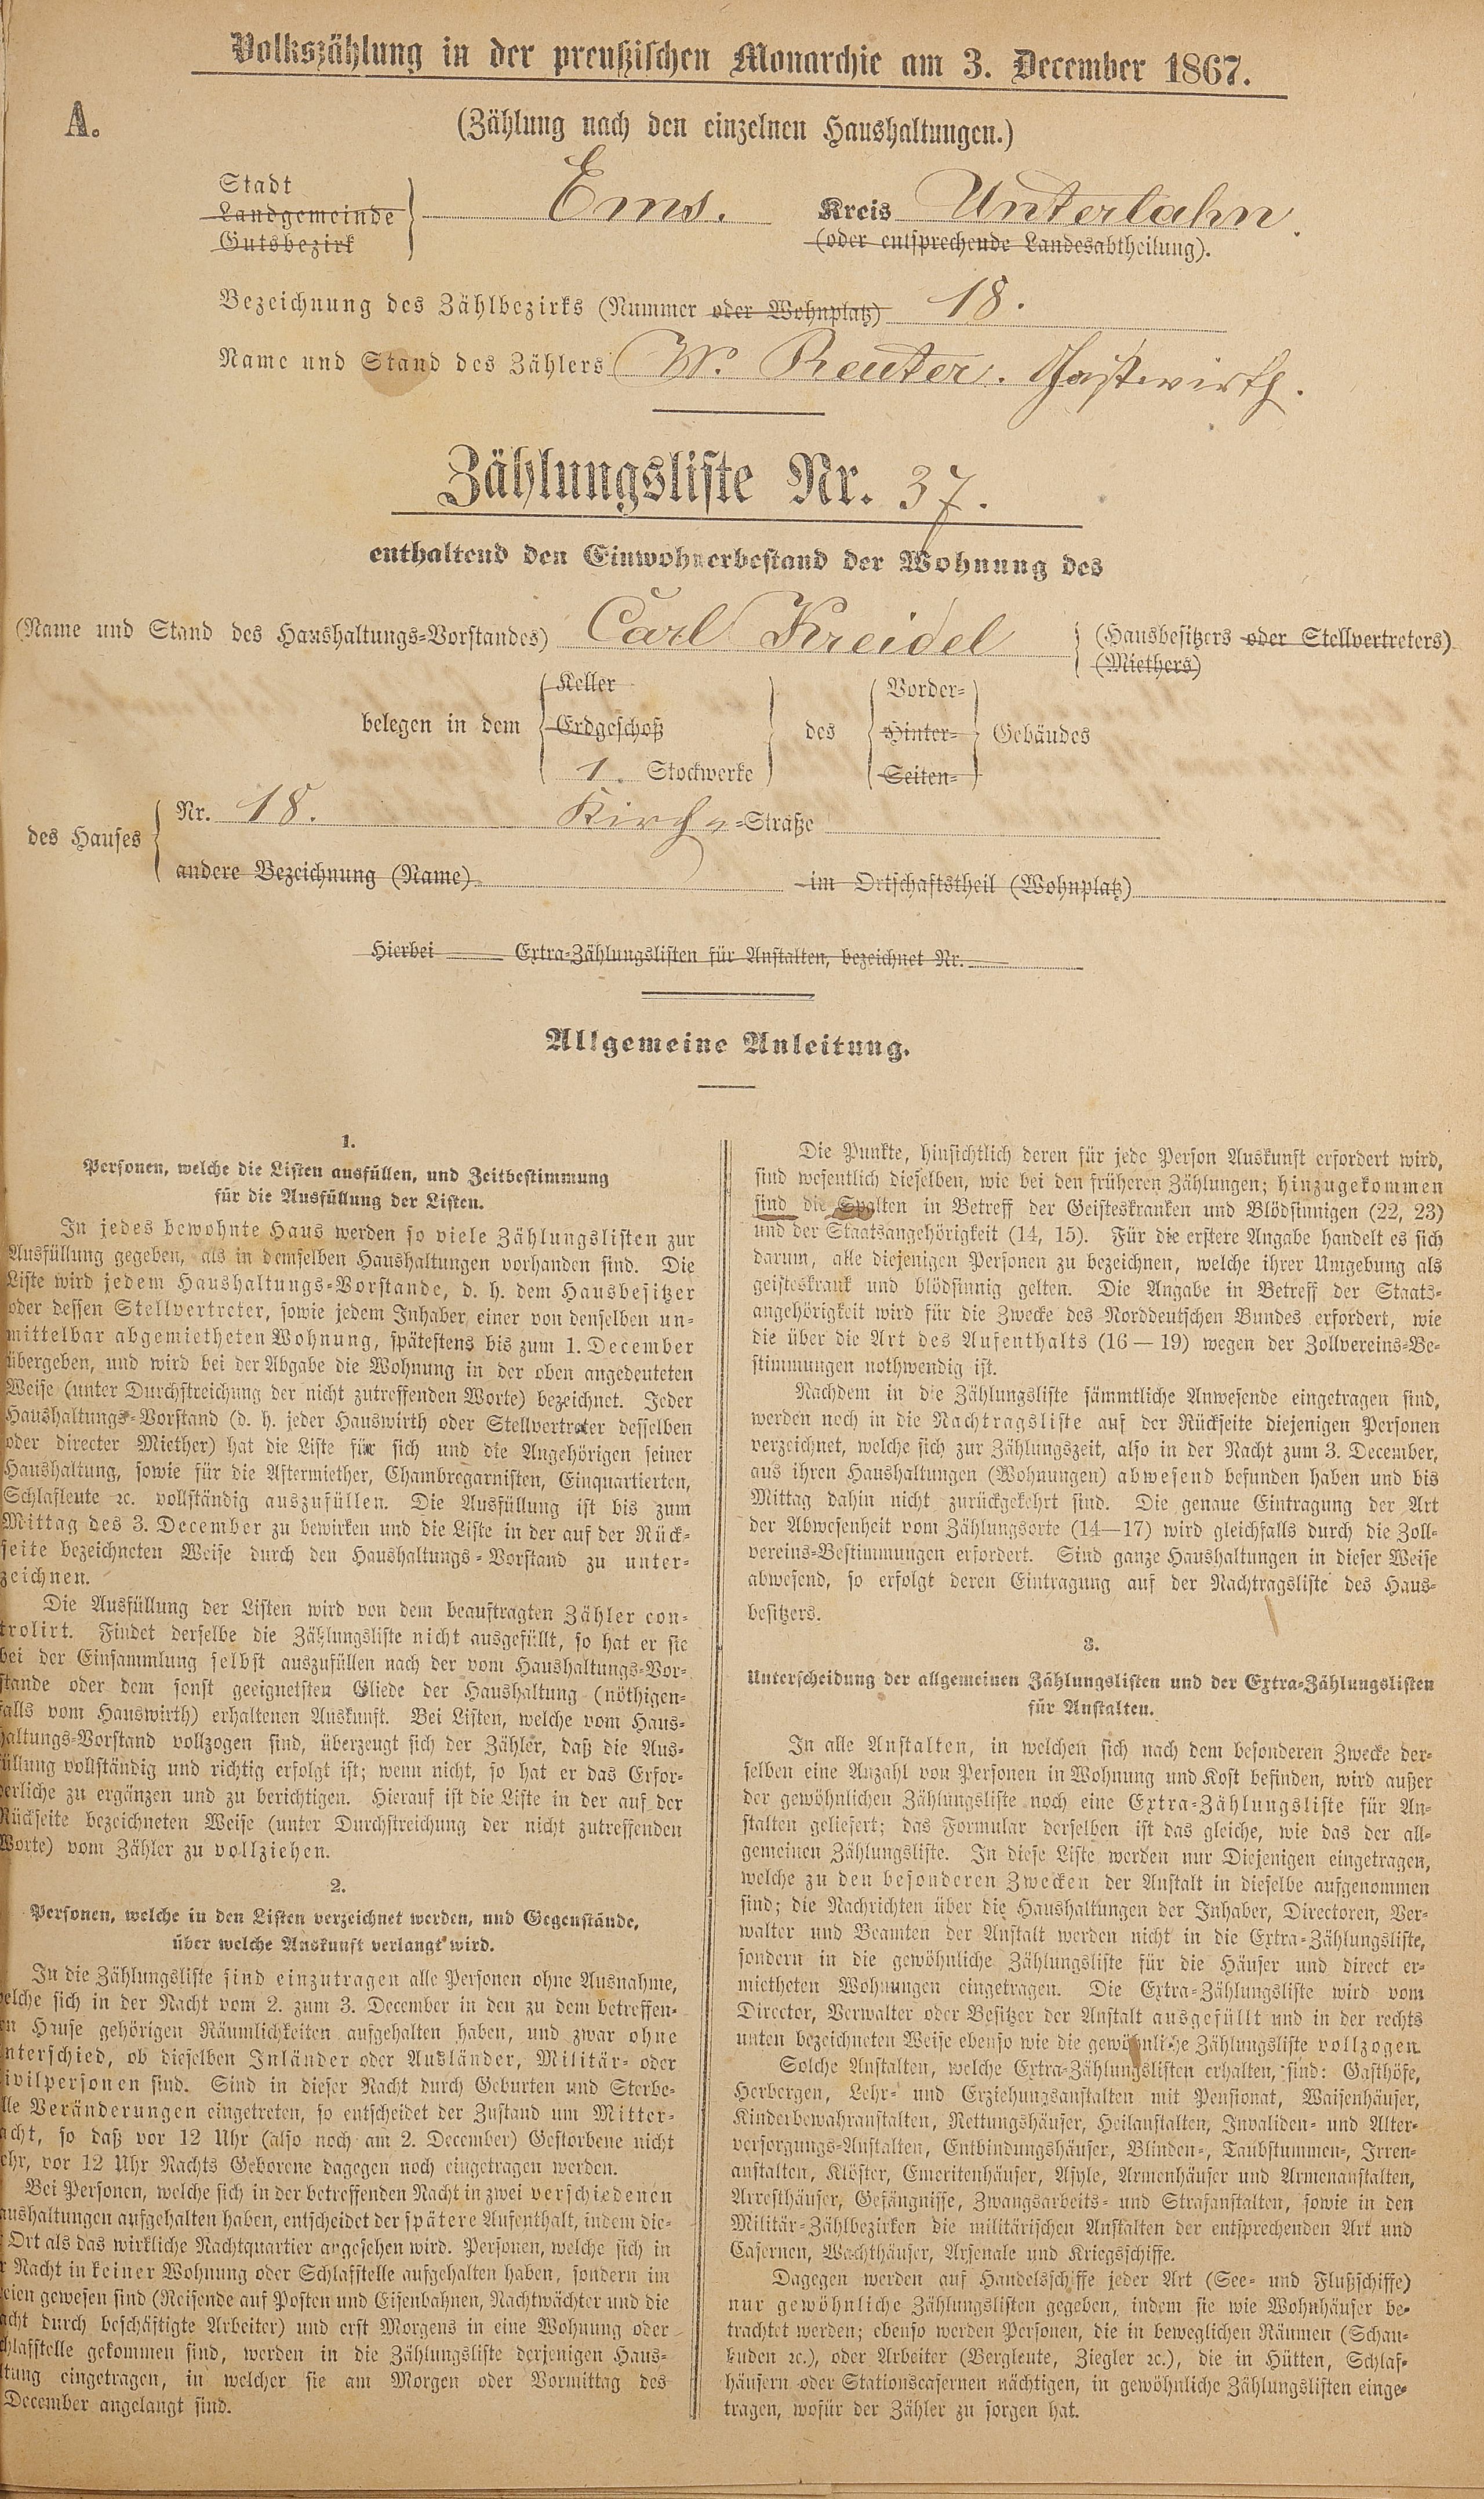 Volkszählung in der preußischen Monarchie am 3. December 1867.
A.
(Zählung nach den einzelnen Haushaltungen.)
Stadt
Landgemeinde
Gutsbezirk
Ems.
Kreis Unterlahn.
(oder entsprechende Landesabtheilung).
Bezeichnung des Zählbezirks (Nummer oder Wohnplatz) 18.
Name und Stand des Zählers W. Reuter. Gastwirth.
Zählungsliste Nr. 37.
enthaltend den Einwohnerbestand der Wohnung des
(Name und Stand des Haushaltungs-Vorstandes) Carl Kreidel (Hausbesitzers oder Stellvertreters)
(Miethers)
belegen in dem
Keller
Erdgeschoß
1. Stockwerke
des
Vorder-
Hinter-
Seiten-
Gebäudes
des Hauses
Nr. 18. Kirch-Straße
andere Bezeichnung (Name) im Ortschaftstheil (Wohnplatz)
Hierbei Extra-Zählungslisten für Anstalten, bezeichnet Nr.
Allgemeine Anleitung.
1.
Personen, welche die Listen ausfüllen, und Zeitbestimmung
für die Ausfüllung der Listen.
In jedes bewohnte Haus werden so viele Zählungslisten zur
Ausfüllung gegeben, als in demselben Haushaltungen vorhanden sind. Die
Liste wird jedem Haushaltungs-Vorstande, d. h. dem Hausbesitzer
oder dessen Stellvertreter, sowie jedem Inhaber einer von denselben un-
mittelbar abgemietheten Wohnung, spätestens bis zum 1. December
übergeben, und wird bei der Abgabe die Wohnung in der oben angedeuteten
Weise (unter Durchstreichung der nicht zutreffenden Worte) bezeichnet. Jeder
Haushaltungs-Vorstand (d. h. jeder Hauswirth oder Stellvertreter desselben
oder directer Miether) hat die Liste für sich und die Angehörigen seiner
Haushaltung, sowie für die Aftermiether, Chambregarnisten, Einquartierten,
Schlafleute ꝛc. vollständig auszufüllen. Die Ausfüllung ist bis zum
Mittag des 3. December zu bewirken und die Liste in der auf der Rück-
seite bezeichneten Weise durch den Haushaltungs-Vorstand zu unter-
zeichnen.
Die Ausfüllung der Listen wird von dem beauftragten Zähler con-
trolirt. Findet derselbe die Zählungsliste nicht ausgefüllt, so hat er sie
bei der Einsammlung selbst auszufüllen nach der vom Haushaltungs-Vor-
stande oder dem sonst geeignetsten Gliede der Haushaltung (nöthigen-
falls vom Hauswirth) erhaltenen Auskunft. Bei Listen, welche vom Haus-
haltungs-Vorstand vollzogen sind, überzeugt sich der Zähler, daß die Aus-
füllung vollständig und richtig erfolgt ist; wenn nicht, so hat er das Erfor-
derliche zu ergänzen und zu berichtigen. Hierauf ist die Liste in der auf der
Rückseite bezeichneten Weise (unter Durchstreichung der nicht zutreffenden
Worte) vom Zähler zu vollziehen.
2.
Personen, welche in den Listen verzeichnet werden, und Gegenstände,
über welche Auskunft verlangt wird.
In die Zählungsliste sind einzutragen alle Personen ohne Ausnahme,
welche sich in der Nacht vom 2. zum 3. December in den zu dem betreffen-
en Hause gehörigen Räumlichkeiten aufgehalten haben, und zwar ohne
nterschied, ob dieselben Inländer oder Ausländer, Militär- oder
ivilpersonen sind. Sind in dieser Nacht durch Geburten und Sterbe-
lle Veränderungen eingetreten, so entscheidet der Zustand um Mitter-
acht, so daß vor 12 Uhr (also noch am 2. December) Gestorbene nicht
ehr, vor 12 Uhr Nachts Geborene dagegen noch eingetragen werden.
Bei Personen, welche sich in der betreffenden Nacht in zwei verschiedenen
aushaltungen aufgehalten haben, entscheidet der spätere Aufenthalt, indem die-
Ort als das wirkliche Nachtquartier angesehen wird. Personen, welche sich in
r Nacht in keiner Wohnung oder Schlafstelle aufgehalten haben, sondern im
eien gewesen sind (Reisende auf Posten und Eisenbahnen, Nachtwächter und die
acht durch beschäftigte Arbeiter) und erst Morgens in eine Wohnung oder
hlafstelle gekommen sind, werden in die Zählungsliste derjenigen Haus-
ltung eingetragen, in welcher sie am Morgen oder Vormittag des
December angelangt sind.
Die Punkte, hinsichtlich deren für jede Person Auskunft erfordert wird,
sind wesentlich dieselben, wie bei den früheren Zählungen; hinzugekommen
sind die Spalten in Betreff der Geisteskranken und Blödsinnigen (22, 23)
und der Staatsangehörigkeit (14, 15). Für die erstere Angabe handelt es sich
darum, alle diejenigen Personen zu bezeichnen, welche ihrer Umgebung als
geisteskrank und blödsinnig gelten. Die Angabe in Betreff der Staats-
angehörigkeit wird für die Zwecke des Norddeutschen Bundes erfordert, wie
die über die Art des Aufenthalts (16—19) wegen der Zollvereins-Be-
stimmungen nothwendig ist.
Nachdem in die Zählungsliste sämmtliche Anwesende eingetragen sind,
werden noch in die Nachtragsliste auf der Rückseite diejenigen Personen
verzeichnet, welche sich zur Zählungszeit, also in der Nacht zum 3. December,
aus ihren Haushaltungen (Wohnungen) abwesend befunden haben und bis
Mittag dahin nicht zurückgekehrt sind. Die genaue Eintragung der Art
der Abwesenheit vom Zählungsorte (14—17) wird gleichfalls durch die Zoll-
vereins-Bestimmungen erfordert. Sind ganze Haushaltungen in dieser Weise
abwesend, so erfolgt deren Eintragung auf der Nachtragsliste des Haus-
besitzers.
3.
Unterscheidung der allgemeinen Zählungslisten und der Extra-Zählungslisten
für Anstalten.
In alle Anstalten, in welchen sich nach dem besonderen Zwecke der-
selben eine Anzahl von Personen in Wohnung und Kost befinden, wird außer
der gewöhnlichen Zählungsliste noch eine Extra-Zählungsliste für An-
stalten geliefert; das Formular derselben ist das gleiche, wie das der all-
gemeinen Zählungsliste. In diese Liste werden nur Diejenigen eingetragen,
welche zu den besonderen Zwecken der Anstalt in dieselbe aufgenommen
sind; die Nachrichten über die Haushaltungen der Inhaber, Directoren, Ver-
walter und Beamten der Anstalt werden nicht in die Extra-Zählungsliste,
sondern in die gewöhnliche Zählungsliste für die Häuser und direct er-
mietheten Wohnungen eingetragen. Die Extra-Zählungsliste wird vom
Director, Verwalter oder Besitzer der Anstalt ausgefüllt und in der rechts
unten bezeichneten Weise ebenso wie die gewöhnliche Zählungsliste vollzogen.
Solche Anstalten, welche Extra-Zählungslisten erhalten, sind: Gasthöfe,
Herbergen, Lehr- und Erziehungsanstalten mit Pensionat, Waisenhäuser,
Kinderbewahranstalten, Rettungshäuser, Heilanstalten, Invaliden- und Alter-
versorgungs-Anstalten, Entbindungshäuser, Blinden-, Taubstummen-, Irren-
anstalten, Klöster, Emeritenhäuser, Asyle, Armenhäuser und Armenanstalten,
Arresthäuser, Gefängnisse, Zwangsarbeits- und Strafanstalten, sowie in den
Militär-Zählbezirken die militärischen Anstalten der entsprechenden Art und
Casernen, Wachthäuser, Arsenale und Kriegsschiffe.
Dagegen werden auf Handelsschiffe jeder Art (See- und Flußschiffe)
nur gewöhnliche Zählungslisten gegeben, indem sie wie Wohnhäuser be-
trachtet werden; ebenso werden Personen, die in beweglichen Räumen (Schau-
buden ꝛc.), oder Arbeiter (Bergleute, Ziegler ꝛc.), die in Hütten, Schlaf-
häusern oder Stationscasernen nächtigen, in gewöhnliche Zählungslisten einge-
tragen, wofür der Zähler zu sorgen hat.